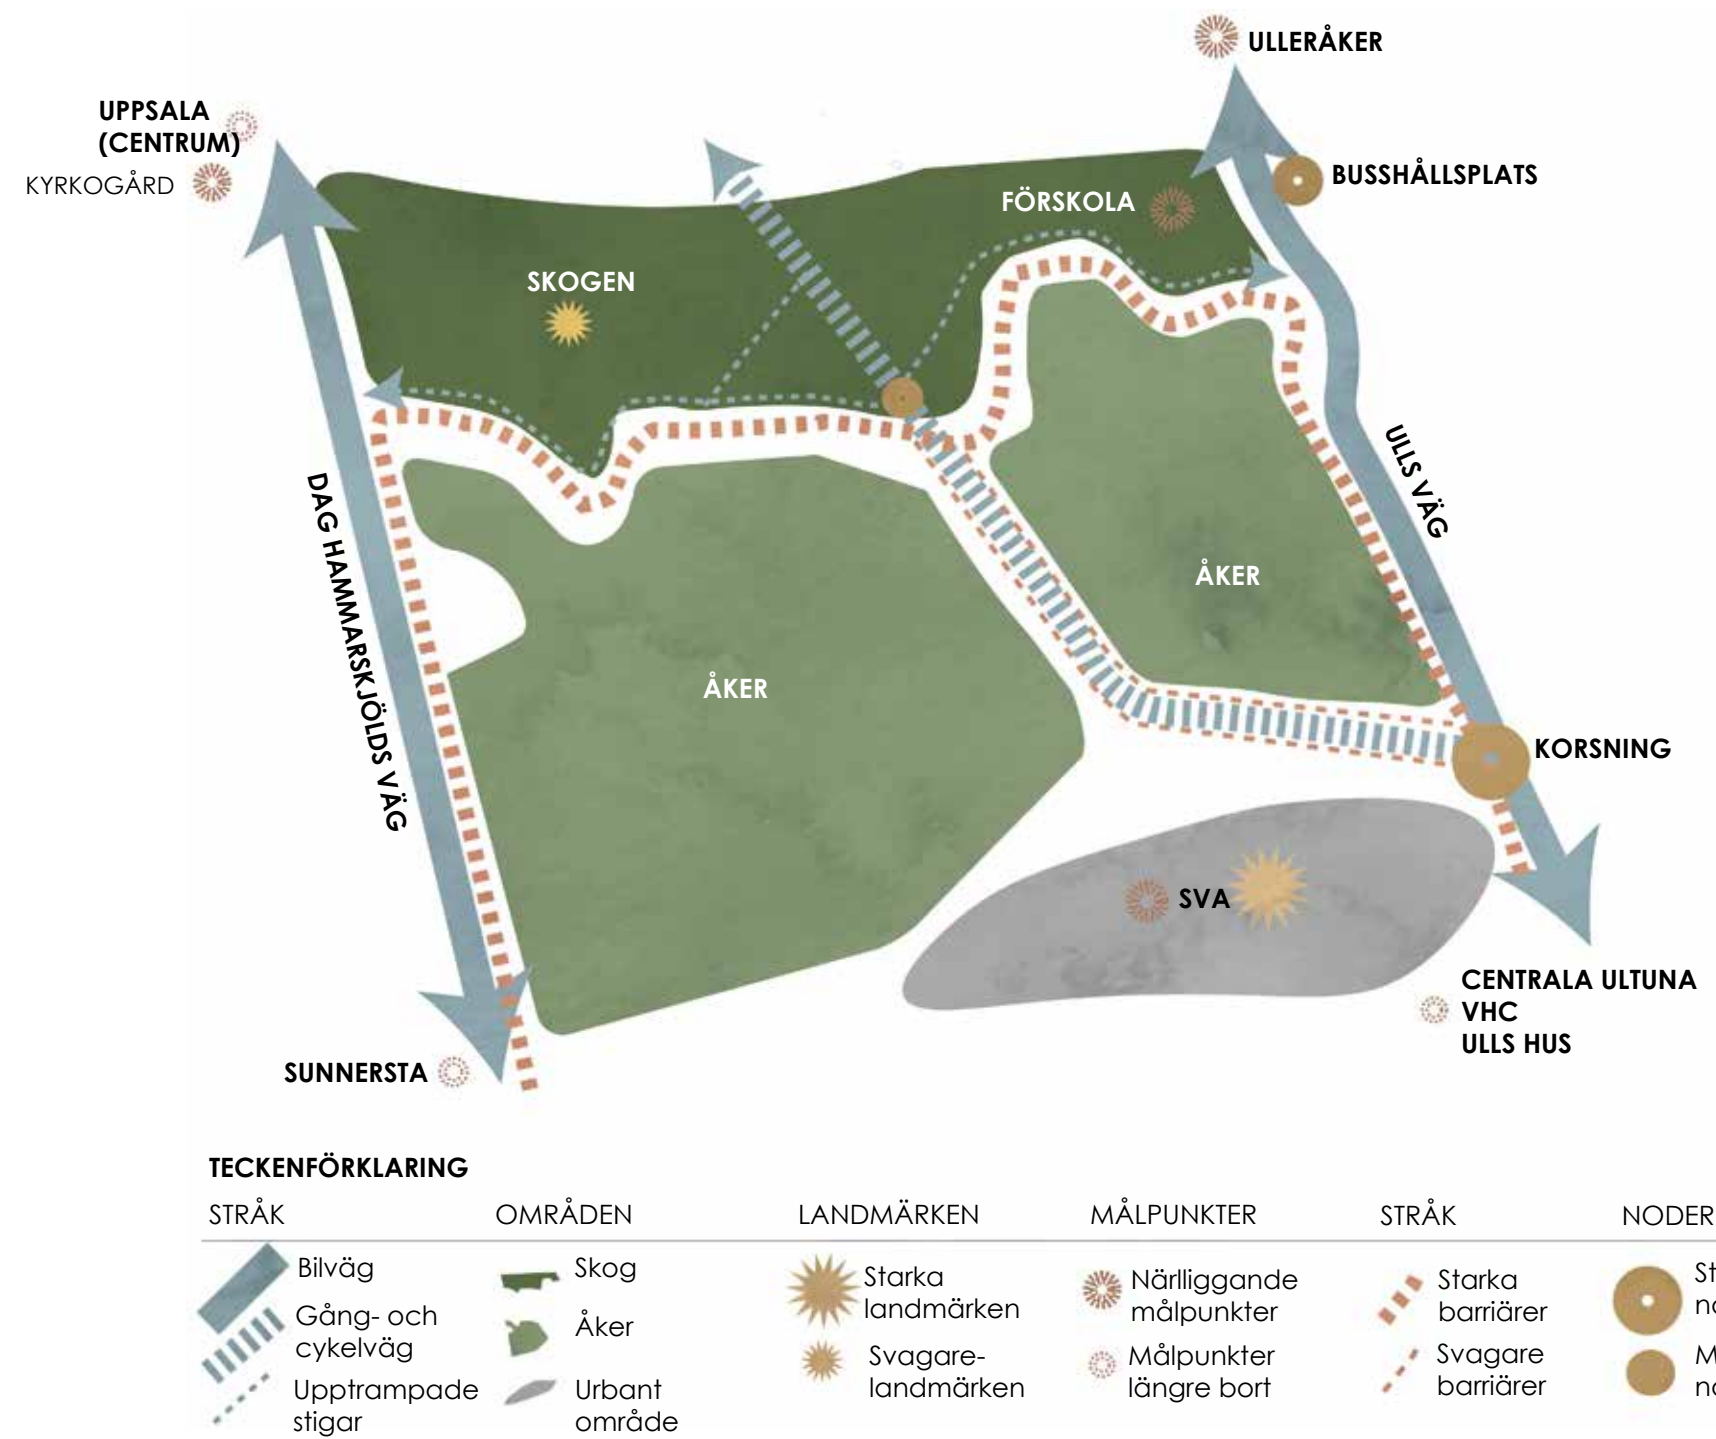 ULLERÅKER
UPPSALA
(CENTRUM)
KYRKOGÅRD
BUSSHÅLLSPLATS
FÖRSKOLA
SKOGEN
DAG HAMMARSKJÖLDS VÄG
ULLS VÄG
ÅKER
ÅKER
KORSNING
SVA
CENTRALA ULTUNA
VHC
ULLS HUS
SUNNERSTA
TECKENFÖRKLARING
STRÅK
OMRÅDEN
LANDMÄRKEN
MÅLPUNKTER
STRÅK
NODER
Bilväg
Gång- och
cykelväg
Upptrampade
stigar
Skog
Åker
Urbant
område
Starka
landmärken
Svagare-
landmärken
Närlliggande
målpunkter
Målpunkter
längre bort
Starka
barriärer
Svagare
barriärer